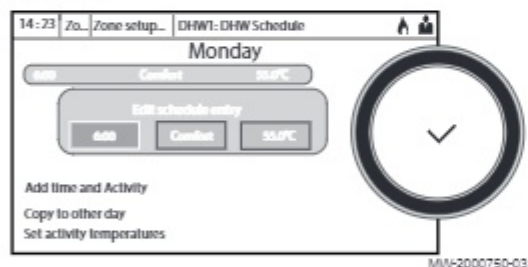 14:23 Zo... Zone setup... DHW1: DHW Schedule
Monday
6:00 Comfort 55.0°C
Edit schedule entry
6:00 Comfort 55.0°C
Add time and Activity
Copy to other day
Set activity temperatures
MW-2000750-03